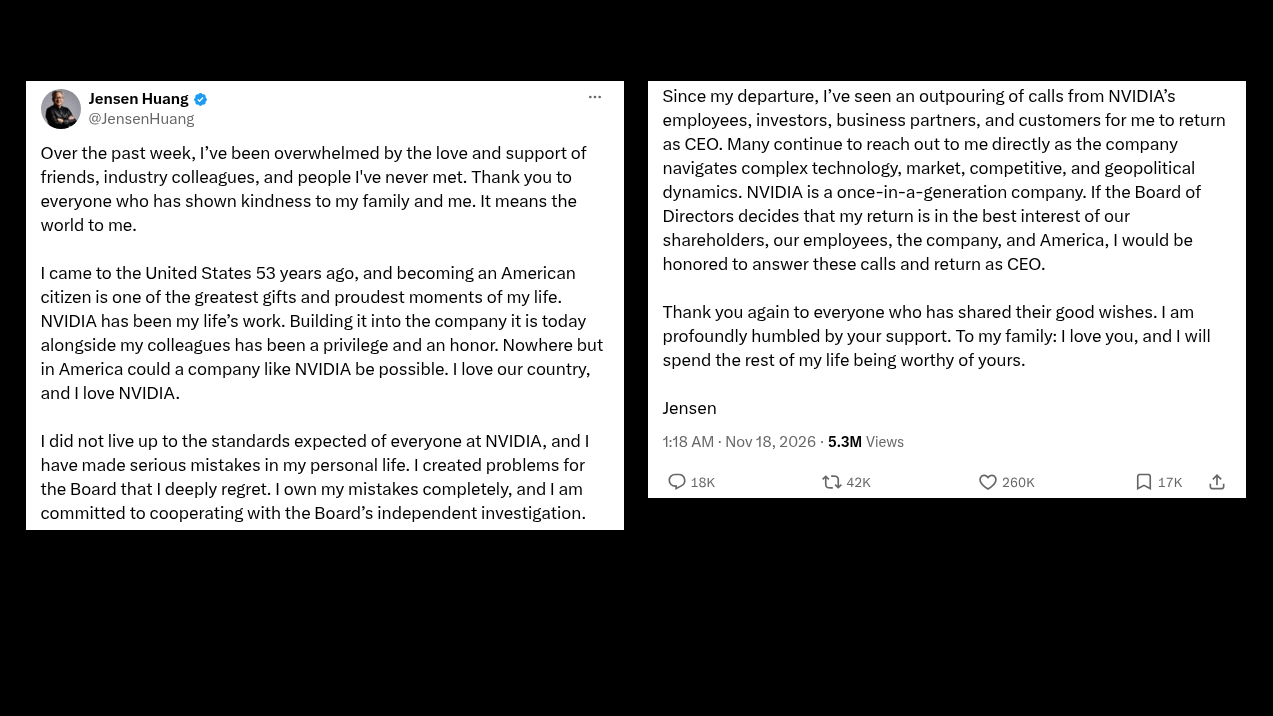 Jensen Huang
@JensenHuang
Over the past week, I’ve been overwhelmed by the love and support of
friends, industry colleagues, and people I've never met. Thank you to
everyone who has shown kindness to my family and me. It means the
world to me.
I came to the United States 53 years ago, and becoming an American
citizen is one of the greatest gifts and proudest moments of my life.
NVIDIA has been my life’s work. Building it into the company it is today
alongside my colleagues has been a privilege and an honor. Nowhere but
in America could a company like NVIDIA be possible. I love our country,
and I love NVIDIA.
I did not live up to the standards expected of everyone at NVIDIA, and I
have made serious mistakes in my personal life. I created problems for
the Board that I deeply regret. I own my mistakes completely, and I am
committed to cooperating with the Board’s independent investigation.
Since my departure, I’ve seen an outpouring of calls from NVIDIA’s
employees, investors, business partners, and customers for me to return
as CEO. Many continue to reach out to me directly as the company
navigates complex technology, market, competitive, and geopolitical
dynamics. NVIDIA is a once-in-a-generation company. If the Board of
Directors decides that my return is in the best interest of our
shareholders, our employees, the company, and America, I would be
honored to answer these calls and return as CEO.
Thank you again to everyone who has shared their good wishes. I am
profoundly humbled by your support. To my family: I love you, and I will
spend the rest of my life being worthy of yours.
Jensen
1:18 AM · Nov 18, 2026 · 5.3M Views
18K 42K 260K 17K